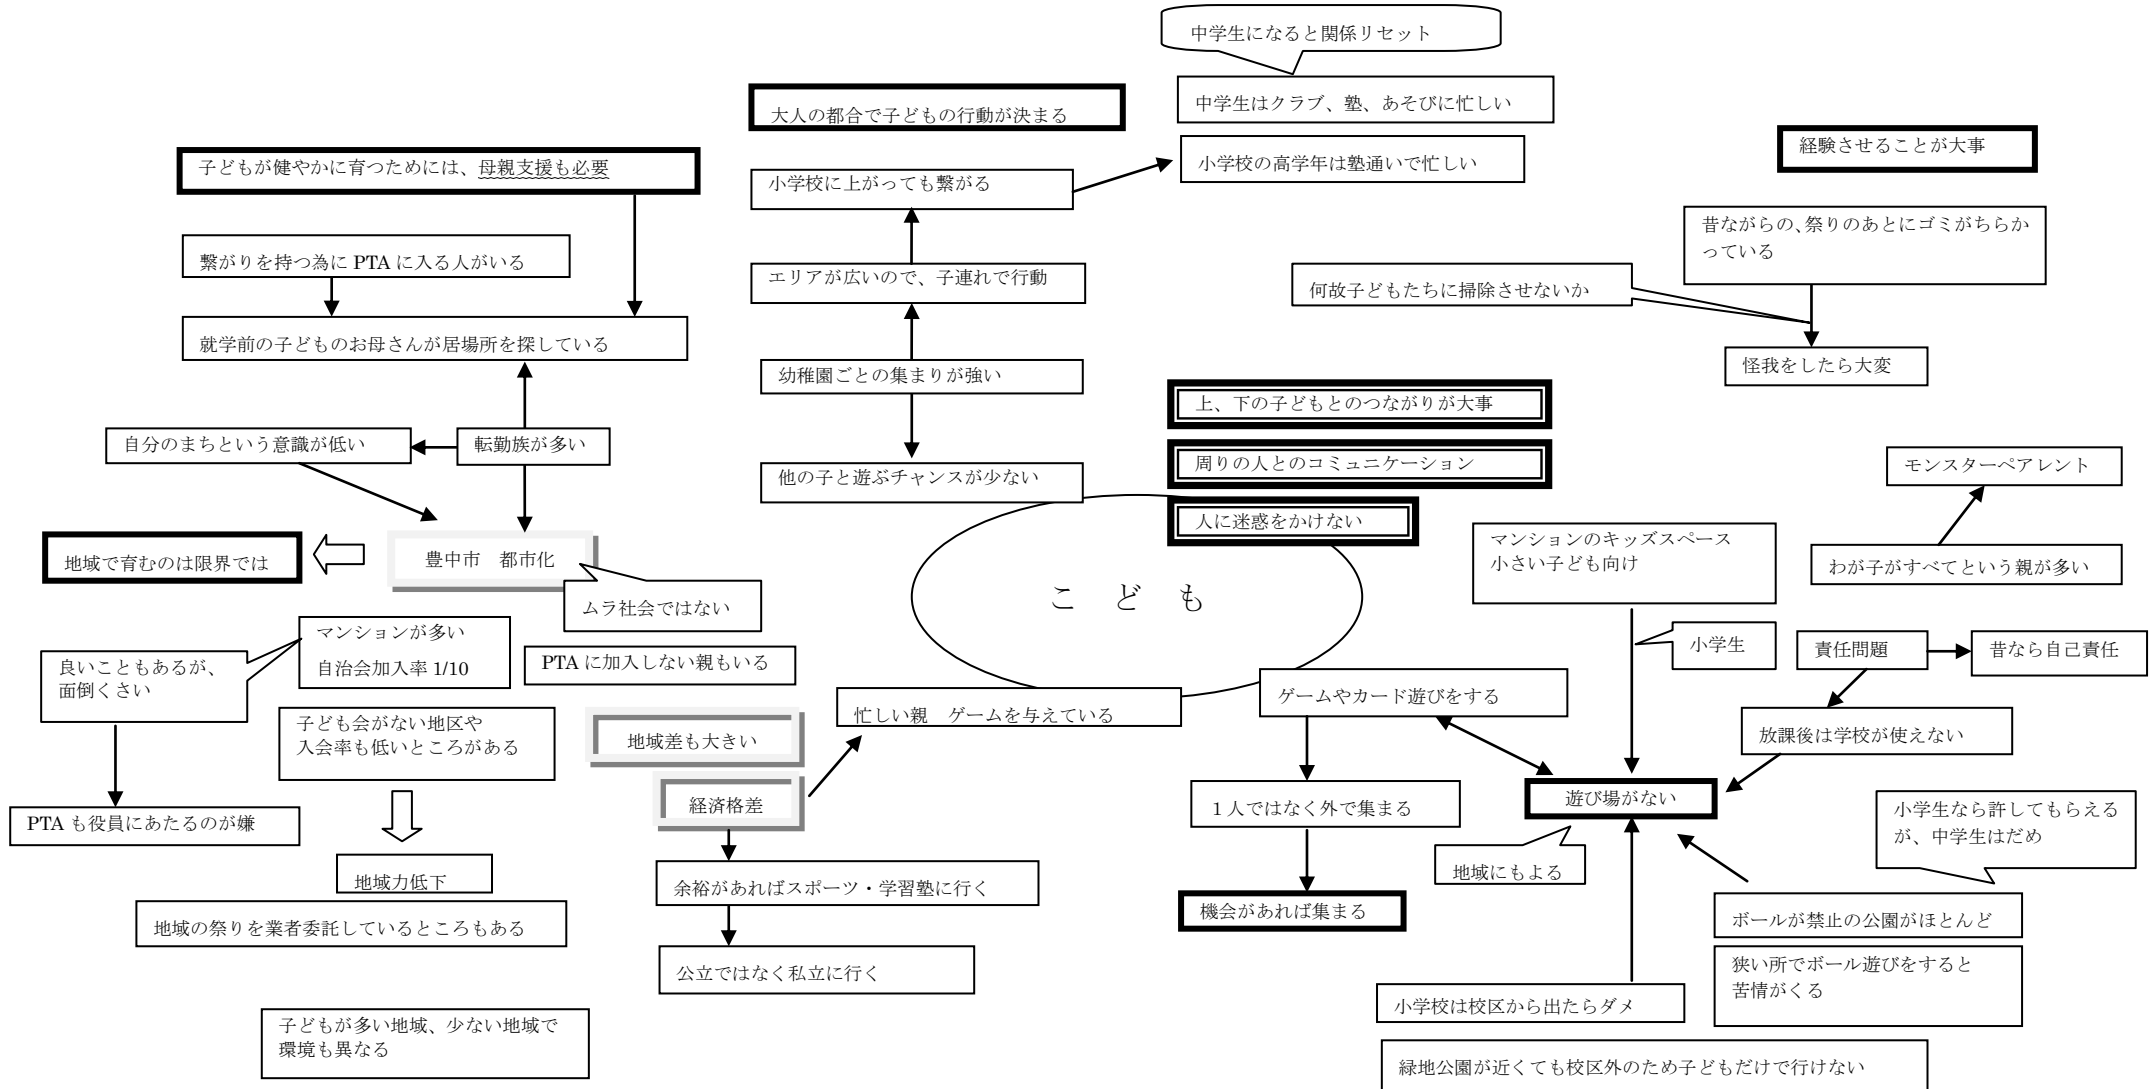 中学生になると関係リセット
中学生はクラブ、塾、あそびに忙しい
大人の都合で子どもの行動が決まる
小学校の高学年は塾通いで忙しい
経験させることが大事
子どもが健やかに育つためには、母親支援も必要
小学校に上がっても繋がる
昔ながらの、祭りのあとにゴミがちらか
っている
繋がりを持つ為に PTA に入る人がいる
エリアが広いので、子連れで行動
何故子どもたちに掃除させないか
就学前の子どものお母さんが居場所を探している
幼稚園ごとの集まりが強い
怪我をしたら大変
上、下の子どもとのつながりが大事
自分のまちという意識が低い
転勤族が多い
周りの人とのコミュニケーション
他の子と遊ぶチャンスが少ない
モンスターペアレント
人に迷惑をかけない
地域で育むのは限界では
豊中市　都市化
マンションのキッズスペース
小さい子ども向け
わが子がすべてという親が多い
こ　ど　も
ムラ社会ではない
マンションが多い
自治会加入率 1/10
良いこともあるが、
面倒くさい
PTA に加入しない親もいる
小学生
責任問題
昔なら自己責任
ゲームやカード遊びをする
忙しい親　ゲームを与えている
子ども会がない地区や
入会率も低いところがある
地域差も大きい
放課後は学校が使えない
経済格差
１人ではなく外で集まる
遊び場がない
PTA も役員にあたるのが嫌
小学生なら許してもらえる
が、中学生はだめ
地域力低下
余裕があればスポーツ・学習塾に行く
地域にもよる
機会があれば集まる
ボールが禁止の公園がほとんど
地域の祭りを業者委託しているところもある
公立ではなく私立に行く
狭い所でボール遊びをすると
苦情がくる
小学校は校区から出たらダメ
子どもが多い地域、少ない地域で
環境も異なる
緑地公園が近くても校区外のため子どもだけで行けない